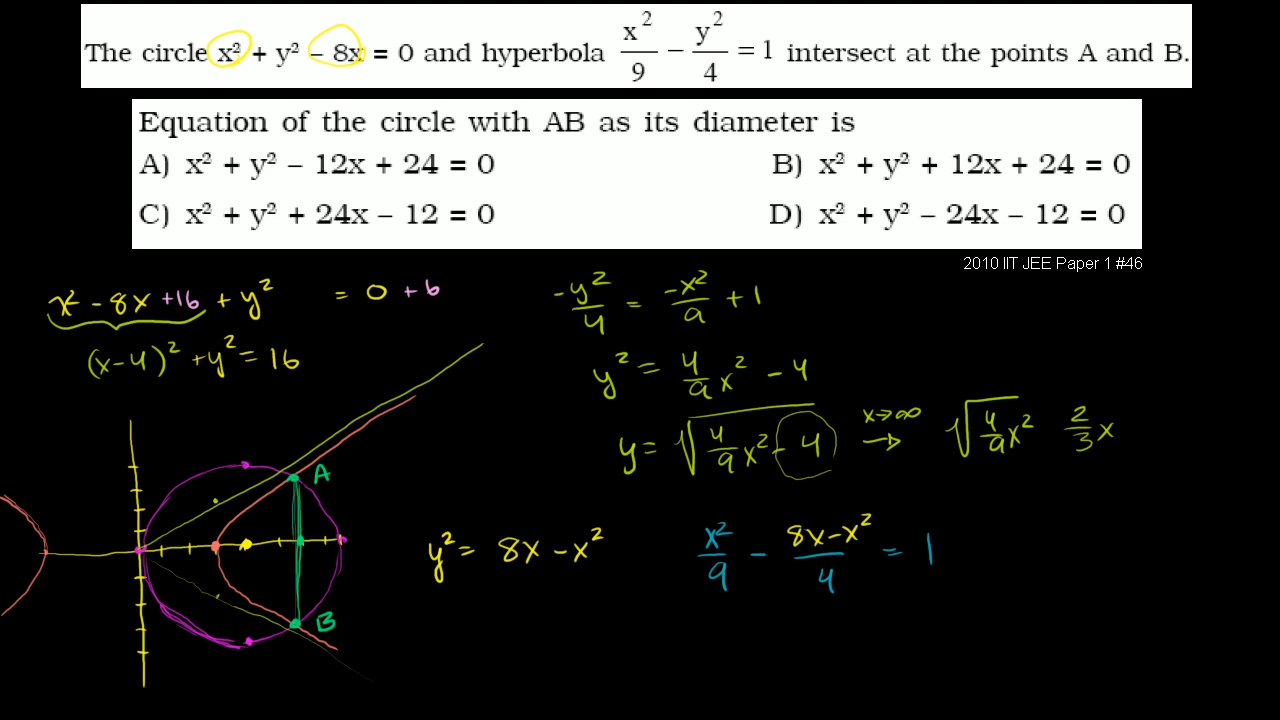 The circle x² + y² – 8x = 0 and hyperbola x²/9 − y²/4 = 1 intersect at the points A and B.
Equation of the circle with AB as its diameter is
A) x² + y² – 12x + 24 = 0
B) x² + y² + 12x + 24 = 0
C) x² + y² + 24x – 12 = 0
D) x² + y² – 24x – 12 = 0
2010 IIT JEE Paper 1 #46
x² - 8x +16 + y² = 0 + 6
(x-4)² + y² = 16
-y²/4 = -x²/9 + 1
y² = 4/9 x² - 4
y = √(4/9 x² - 4) x→∞ → √(4/9 x²) 2/3 x
A
B
y² = 8x - x²
x²/9 - (8x-x²)/4 = 1